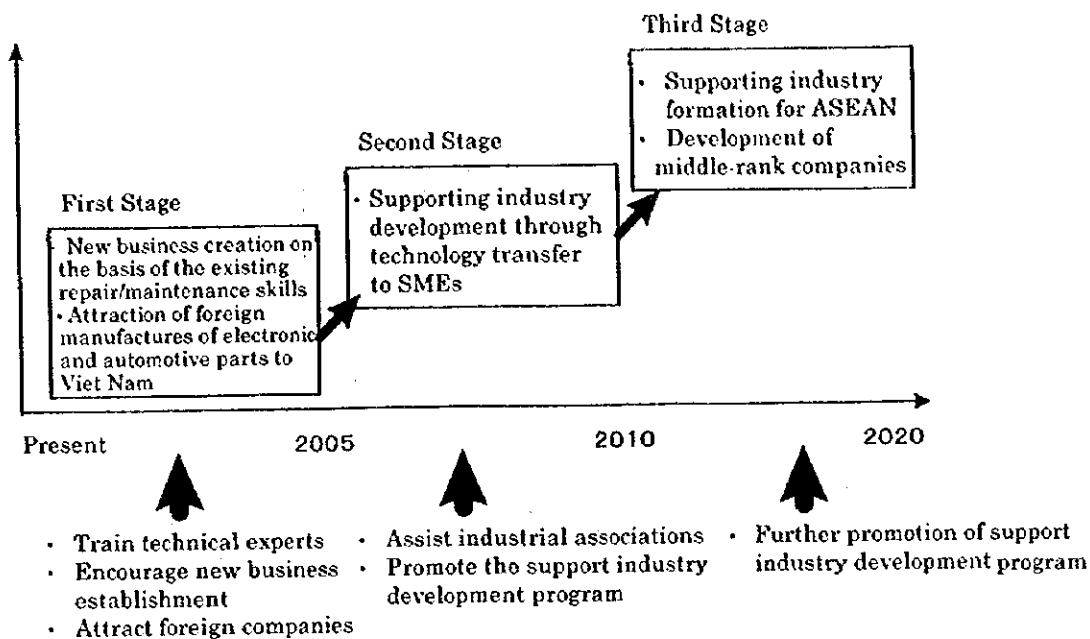 Third Stage
· Supporting industry
formation for ASEAN
· Development of
middle-rank companies
Second Stage
· Supporting industry
development through
technology transfer
to SMEs
First Stage
· New business creation on
the basis of the existing
repair/maintenance skills
· Attraction of foreign
manufactures of electronic
and automotive parts to
Viet Nam
Present 2005 2010 2020
· Train technical experts
· Encourage new business
establishment
· Attract foreign companies
· Assist industrial associations
· Promote the support industry
development program
· Further promotion of support
industry development program